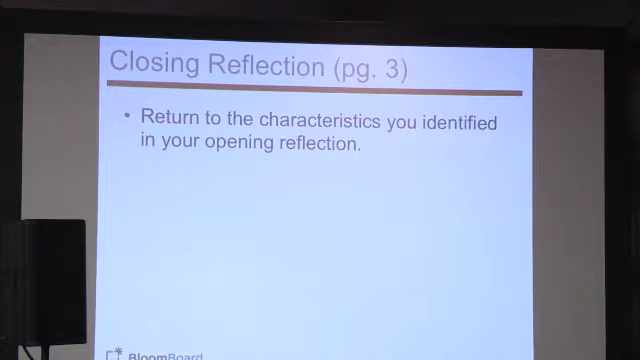 Closing Reflection (pg. 3)
• Return to the characteristics you identified
in your opening reflection.
BloomBoard